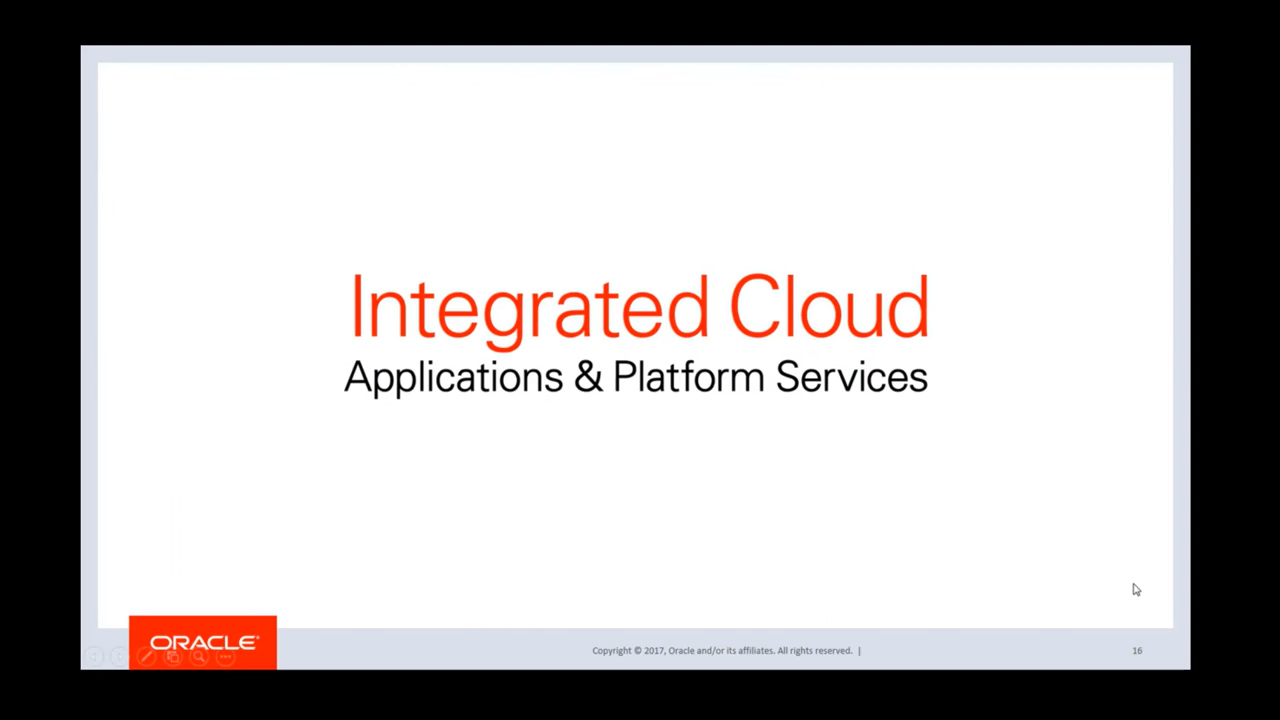 Integrated Cloud
Applications & Platform Services
ORACLE®
Copyright © 2017, Oracle and/or its affiliates. All rights reserved. |
16